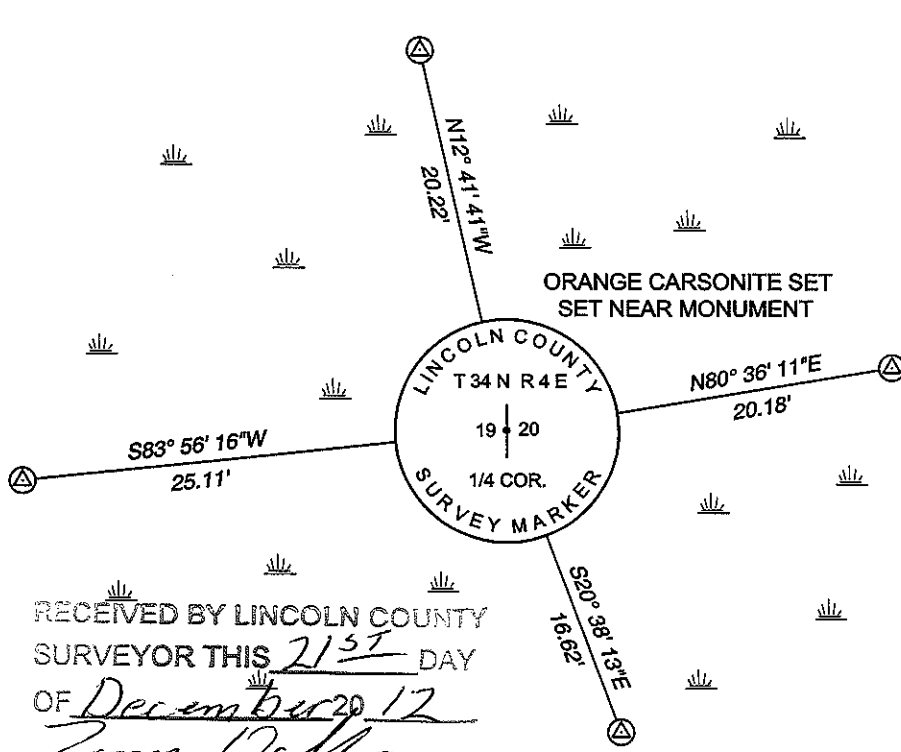 N12° 41' 41"W
20.22'
ORANGE CARSONITE SET
SET NEAR MONUMENT
LINCOLN COUNTY
T 34 N R 4 E
19 20
1/4 COR.
SURVEY MARKER
N80° 36' 11"E
20.18'
S83° 56' 16"W
25.11'
S20° 38' 13"E
16.62'
RECEIVED BY LINCOLN COUNTY
SURVEYOR THIS 21ST DAY
OF December 20 12